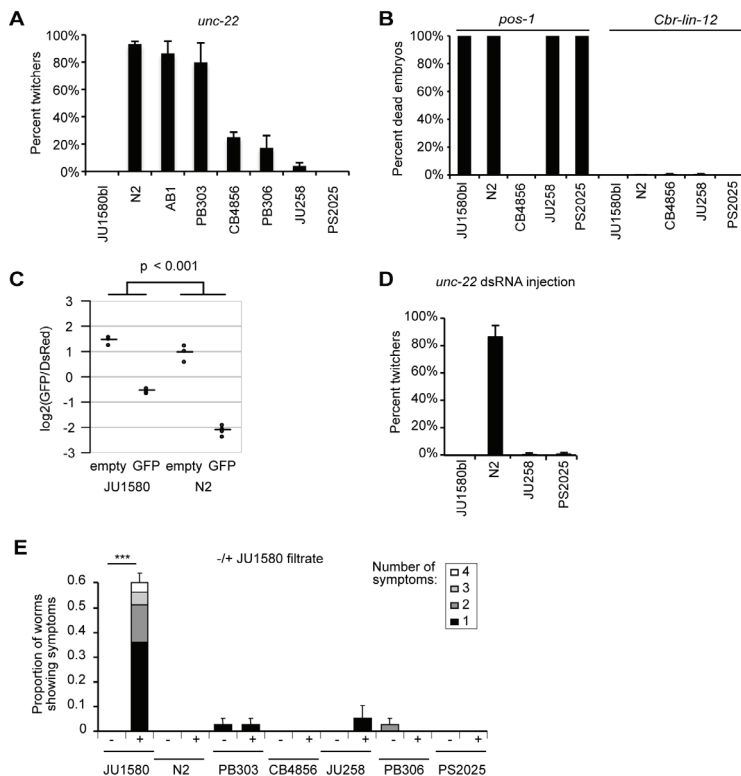 A
unc-22
Percent twitchers
100%
80%
60%
40%
20%
0%
JU1580bl
N2
AB1
PB303
CB4856
PB306
JU258
PS2025
B
pos-1
Cbr-lin-12
Percent dead embryos
100%
80%
60%
40%
20%
0%
JU1580bl
N2
CB4856
JU258
PS2025
JU1580bl
N2
CB4856
JU258
PS2025
C
p < 0.001
log2(GFP/DsRed)
3
2
1
0
-1
-2
-3
empty GFP empty GFP
JU1580 N2
D
unc-22 dsRNA injection
Percent twitchers
100%
80%
60%
40%
20%
0%
JU1580bl
N2
JU258
PS2025
E
-/+ JU1580 filtrate
Number of
symptoms:
4
3
2
1
***
Proportion of worms
showing symptoms
0.6
0.5
0.4
0.3
0.2
0.1
0
- + - + - + - + - + - + - +
JU1580 N2 PB303 CB4856 JU258 PB306 PS2025